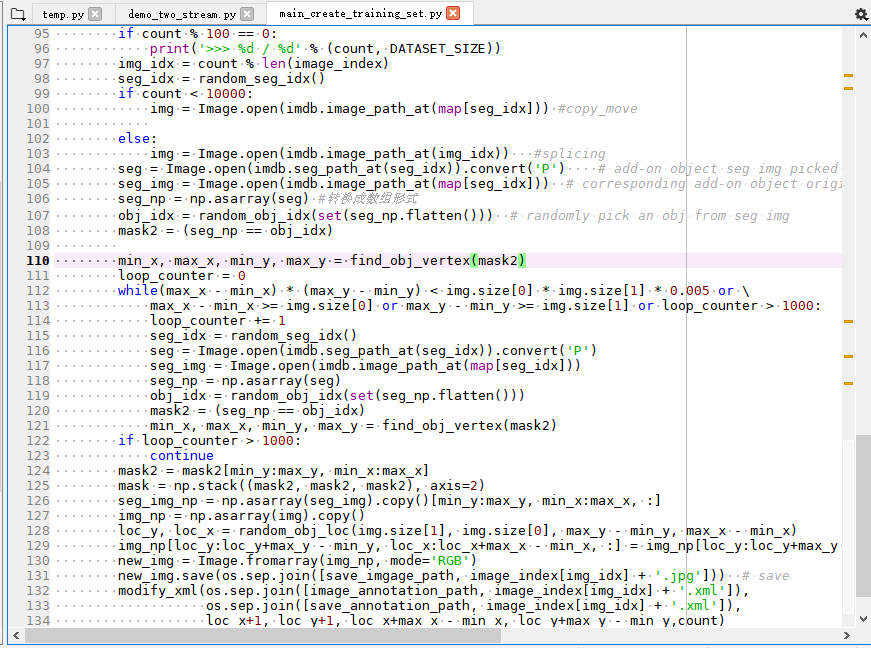 temp.py demo_two_stream.py main_create_training_set.py
95 if count % 100 == 0:
96 print('>>> %d / %d' % (count, DATASET_SIZE))
97 img_idx = count % len(image_index)
98 seg_idx = random_seg_idx()
99 if count < 10000:
100 img = Image.open(imdb.image_path_at(map[seg_idx])) #copy_move
101
102 else:
103 img = Image.open(imdb.image_path_at(img_idx)) #splicing
104 seg = Image.open(imdb.seg_path_at(seg_idx)).convert('P') # add-on object seg img picked
105 seg_img = Image.open(imdb.image_path_at(map[seg_idx])) # corresponding add-on object origi
106 seg_np = np.asarray(seg) #转换成数组形式
107 obj_idx = random_obj_idx(set(seg_np.flatten())) # randomly pick an obj from seg img
108 mask2 = (seg_np == obj_idx)
109
110 min_x, max_x, min_y, max_y = find_obj_vertex(mask2)
111 loop_counter = 0
112 while(max_x - min_x) * (max_y - min_y) < img.size[0] * img.size[1] * 0.005 or \
113 max_x - min_x >= img.size[0] or max_y - min_y >= img.size[1] or loop_counter > 1000:
114 loop_counter += 1
115 seg_idx = random_seg_idx()
116 seg = Image.open(imdb.seg_path_at(seg_idx)).convert('P')
117 seg_img = Image.open(imdb.image_path_at(map[seg_idx]))
118 seg_np = np.asarray(seg)
119 obj_idx = random_obj_idx(set(seg_np.flatten()))
120 mask2 = (seg_np == obj_idx)
121 min_x, max_x, min_y, max_y = find_obj_vertex(mask2)
122 if loop_counter > 1000:
123 continue
124 mask2 = mask2[min_y:max_y, min_x:max_x]
125 mask = np.stack((mask2, mask2, mask2), axis=2)
126 seg_img_np = np.asarray(seg_img).copy()[min_y:max_y, min_x:max_x, :]
127 img_np = np.asarray(img).copy()
128 loc_y, loc_x = random_obj_loc(img.size[1], img.size[0], max_y - min_y, max_x - min_x)
129 img_np[loc_y:loc_y+max_y - min_y, loc_x:loc_x+max_x - min_x, :] = img_np[loc_y:loc_y+max_y
130 new_img = Image.fromarray(img_np, mode='RGB')
131 new_img.save(os.sep.join([save_imgage_path, image_index[img_idx] + '.jpg'])) # save
132 modify_xml(os.sep.join([image_annotation_path, image_index[img_idx] + '.xml']),
133 os.sep.join([save_annotation_path, image_index[img_idx] + '.xml']),
134 loc_x+1, loc_y+1, loc_x+max_x - min_x, loc_y+max_y - min_y,count)